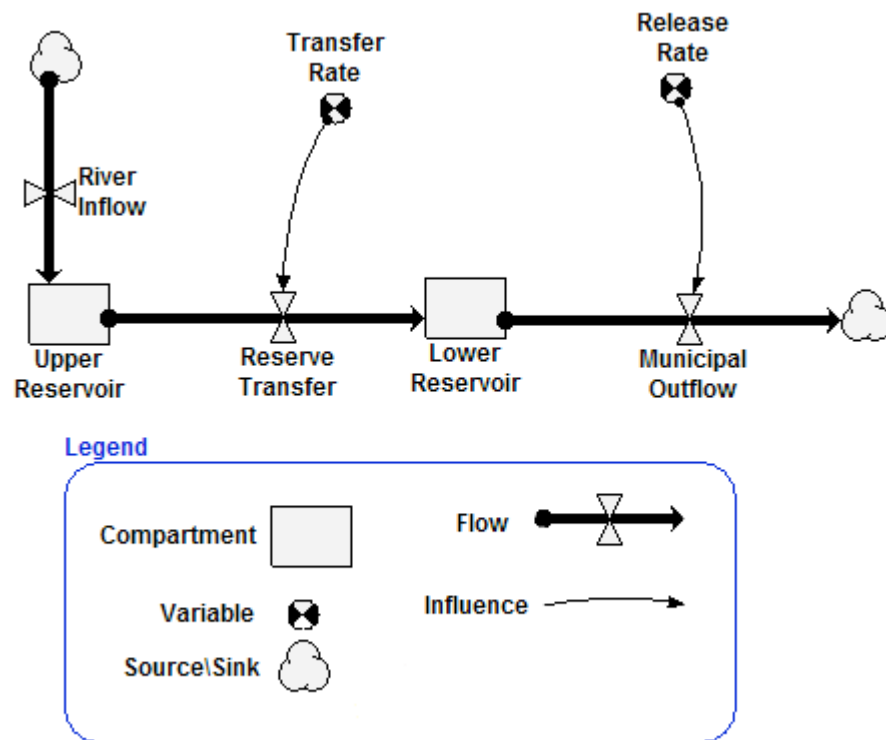 Transfer
Rate
Release
Rate
River
Inflow
Upper
Reservoir
Reserve
Transfer
Lower
Reservoir
Municipal
Outflow
Legend
Compartment
Flow
Variable
Influence
Source\Sink